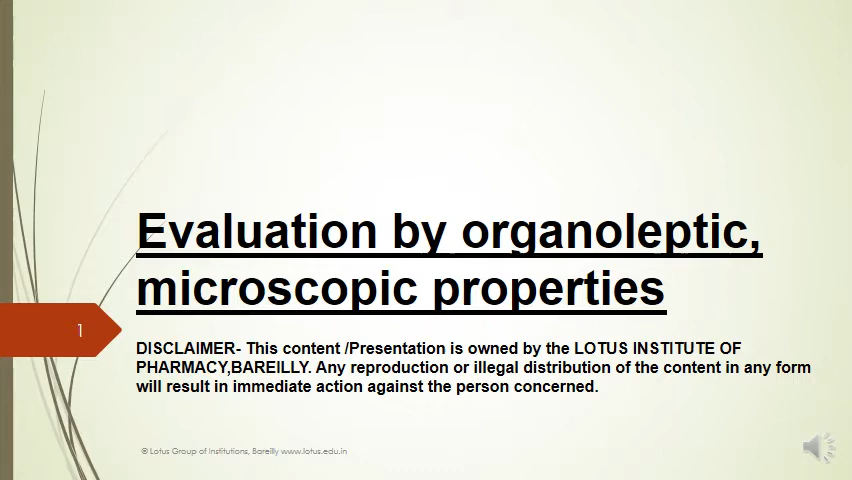 Evaluation by organoleptic,
microscopic properties
1
DISCLAIMER- This content /Presentation is owned by the LOTUS INSTITUTE OF
PHARMACY,BAREILLY. Any reproduction or illegal distribution of the content in any form
will result in immediate action against the person concerned.
® Lotus Group of Institutions, Bareilly www.lotus.edu.in